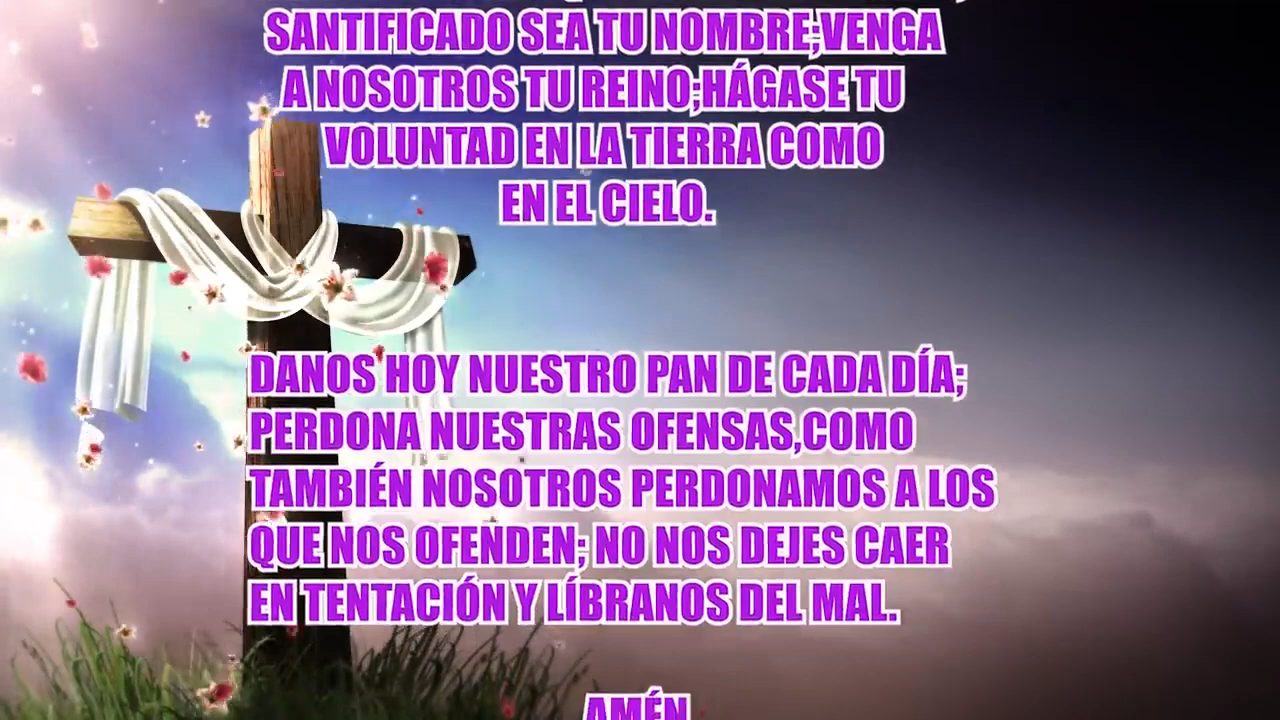 SANTIFICADO SEA TU NOMBRE;VENGA
A NOSOTROS TU REINO;HÁGASE TU
VOLUNTAD EN LA TIERRA COMO
EN EL CIELO.
DANOS HOY NUESTRO PAN DE CADA DÍA;
PERDONA NUESTRAS OFENSAS,COMO
TAMBIÉN NOSOTROS PERDONAMOS A LOS
QUE NOS OFENDEN; NO NOS DEJES CAER
EN TENTACIÓN Y LÍBRANOS DEL MAL.
AMÉN